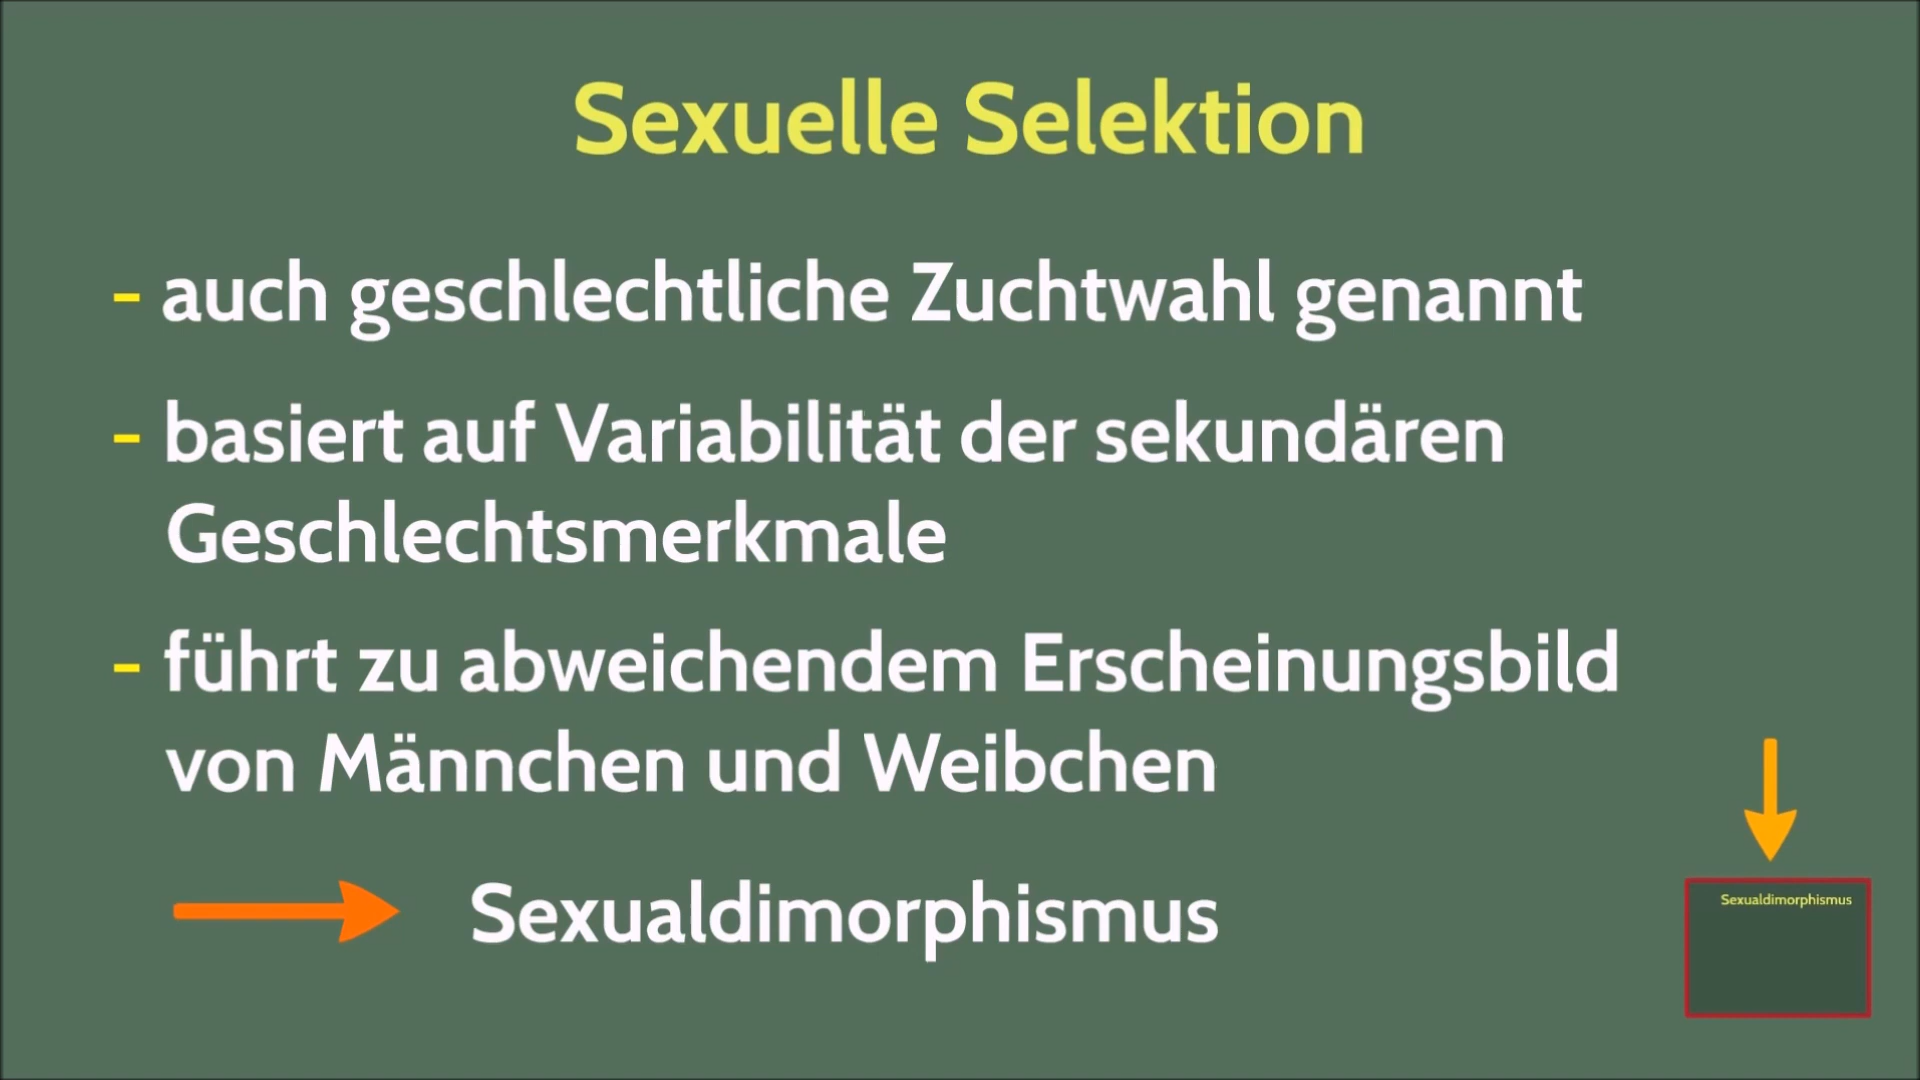 Sexuelle Selektion
- auch geschlechtliche Zuchtwahl genannt
- basiert auf Variabilität der sekundären
Geschlechtsmerkmale
- führt zu abweichendem Erscheinungsbild
von Männchen und Weibchen
Sexualdimorphismus
Sexualdimorphismus